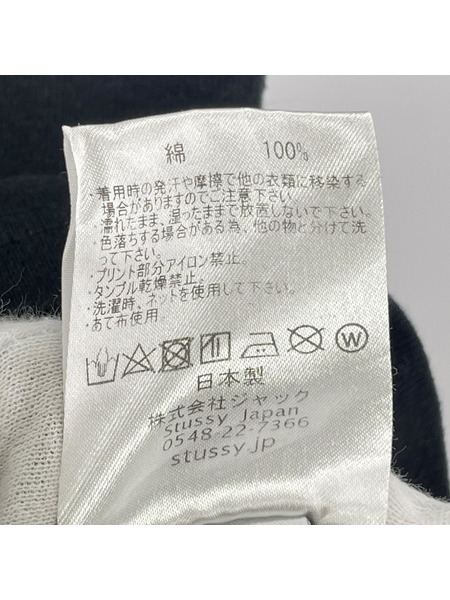 綿 100%
・着用時の発汗や摩擦で他の衣類に移染する
場合がありますのでご注意下さい
・濡れたまま、湿ったままで放置しないで下さい
・色落ちする場合がある為、他の物と分けて洗
って下さい。
・プリント部分アイロン禁止。
・タンブル乾燥禁止。
・洗濯時、ネットを使用して下さい。
・あて布使用
W
日本製
株式会社ジャック
stussy Japan
0548-22-7366
stussy.jp